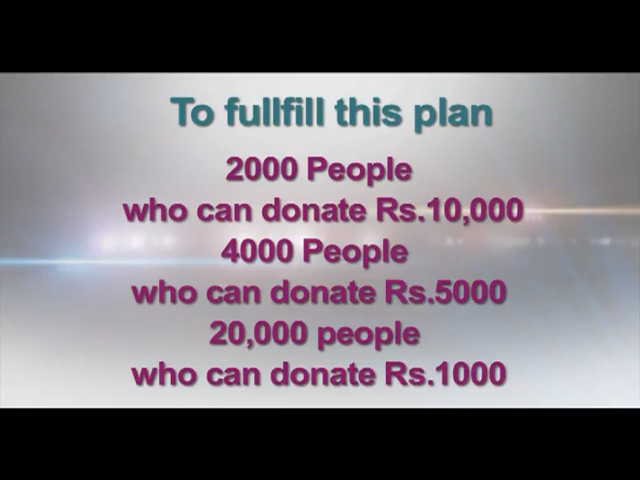 To fullfill this plan
2000 People
who can donate Rs.10,000
4000 People
who can donate Rs.5000
20,000 people
who can donate Rs.1000